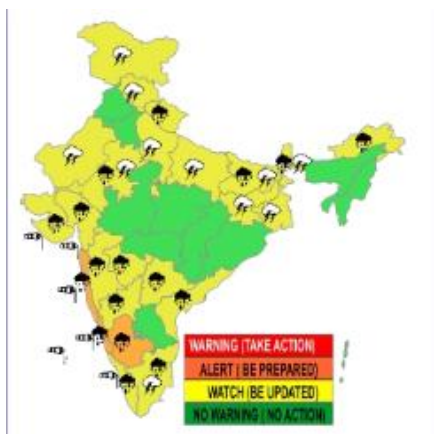 WARNING (TAKE ACTION)
ALERT ( BE PREPARED)
WATCH (BE UPDATED)
NO WARNING ( NO ACTION)